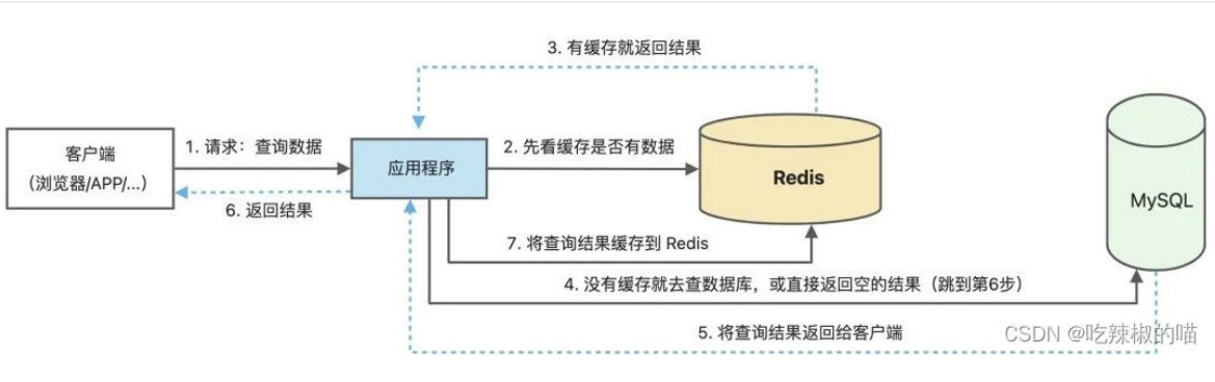 3. 有缓存就返回结果
客户端
（浏览器/APP/...）
1. 请求：查询数据
应用程序
2. 先看缓存是否有数据
Redis
MySQL
6. 返回结果
7. 将查询结果缓存到 Redis
4. 没有缓存就去查数据库，或直接返回空的结果（跳到第6步）
5. 将查询结果返回给客户端
CSDN @吃辣椒的喵